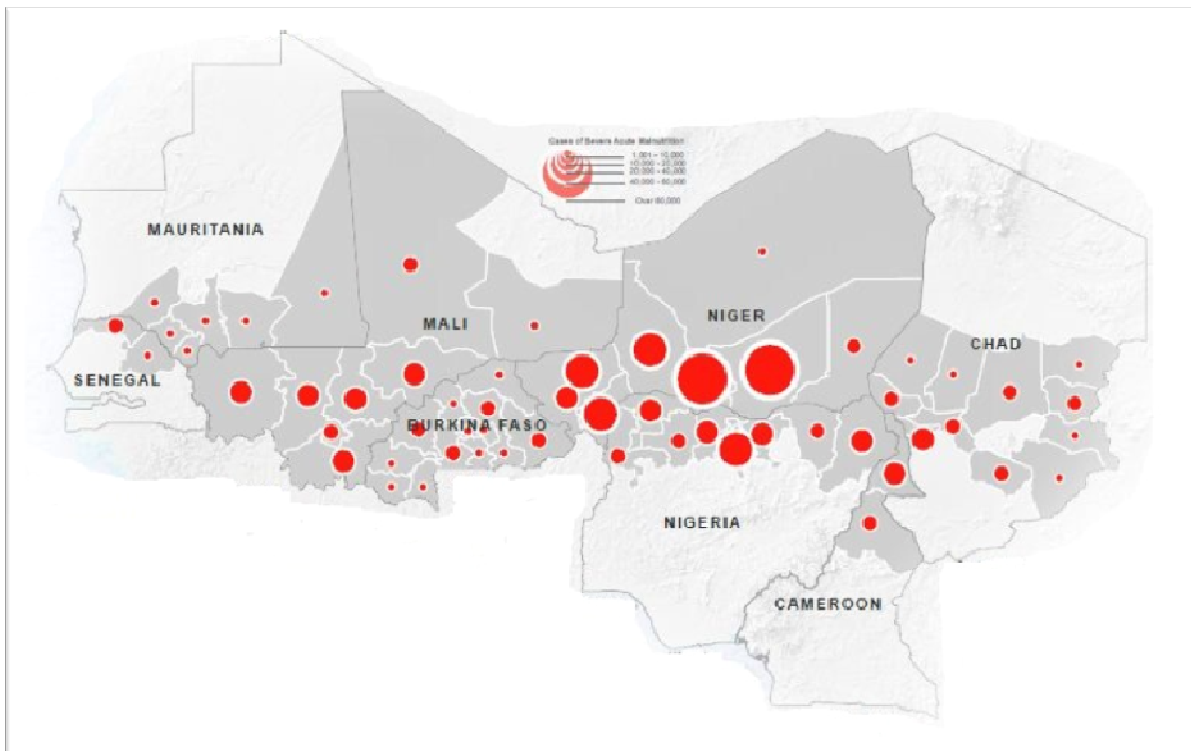 Cases of Severe Acute Malnutrition
1,001 - 10,000
10,000 - 20,000
20,000 - 40,000
40,000 - 60,000
Over 60,000
MAURITANIA
NIGER
MALI
CHAD
SENEGAL
BURKINA FASO
NIGERIA
CAMEROON